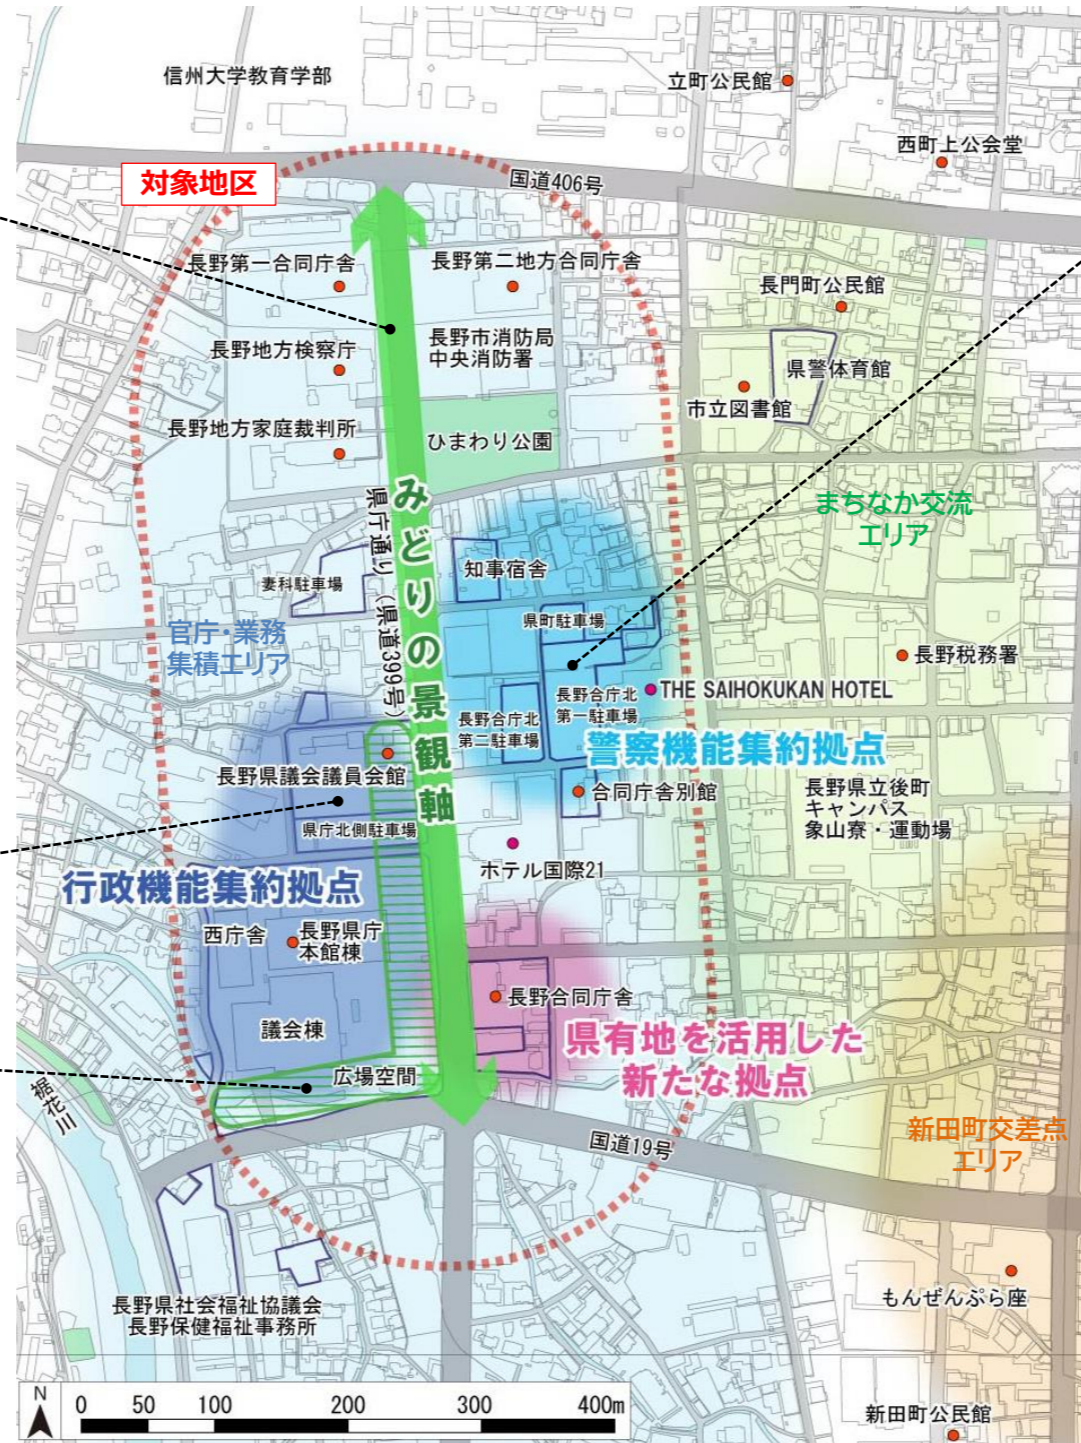 信州大学教育学部
立町公民館
西町上公会堂
対象地区
国道406号
長野第一合同庁舎
長野第二地方合同庁舎
長門町公民館
長野市消防局
中央消防署
長野地方検察庁
県警体育館
市立図書館
長野地方家庭裁判所
ひまわり公園
みどりの景観軸
県庁通り(県道399号)
まちなか交流
エリア
知事宿舎
妻科駐車場
県町駐車場
官庁・業務
集積エリア
長野税務署
THE SAIHOKUKAN HOTEL
長野合庁北
第一駐車場
長野合庁北
第二駐車場
警察機能集約拠点
長野県議会議員会館
合同庁舎別館
長野県立後町
キャンパス
象山寮・運動場
県庁北側駐車場
ホテル国際21
行政機能集約拠点
西庁舎
長野県庁
本館棟
長野合同庁舎
議会棟
県有地を活用した
新たな拠点
広場空間
裾花川
国道19号
新田町交差点
エリア
もんぜんぷら座
長野県社会福祉協議会
長野保健福祉事務所
新田町公民館
N
0 50 100 200 300 400m